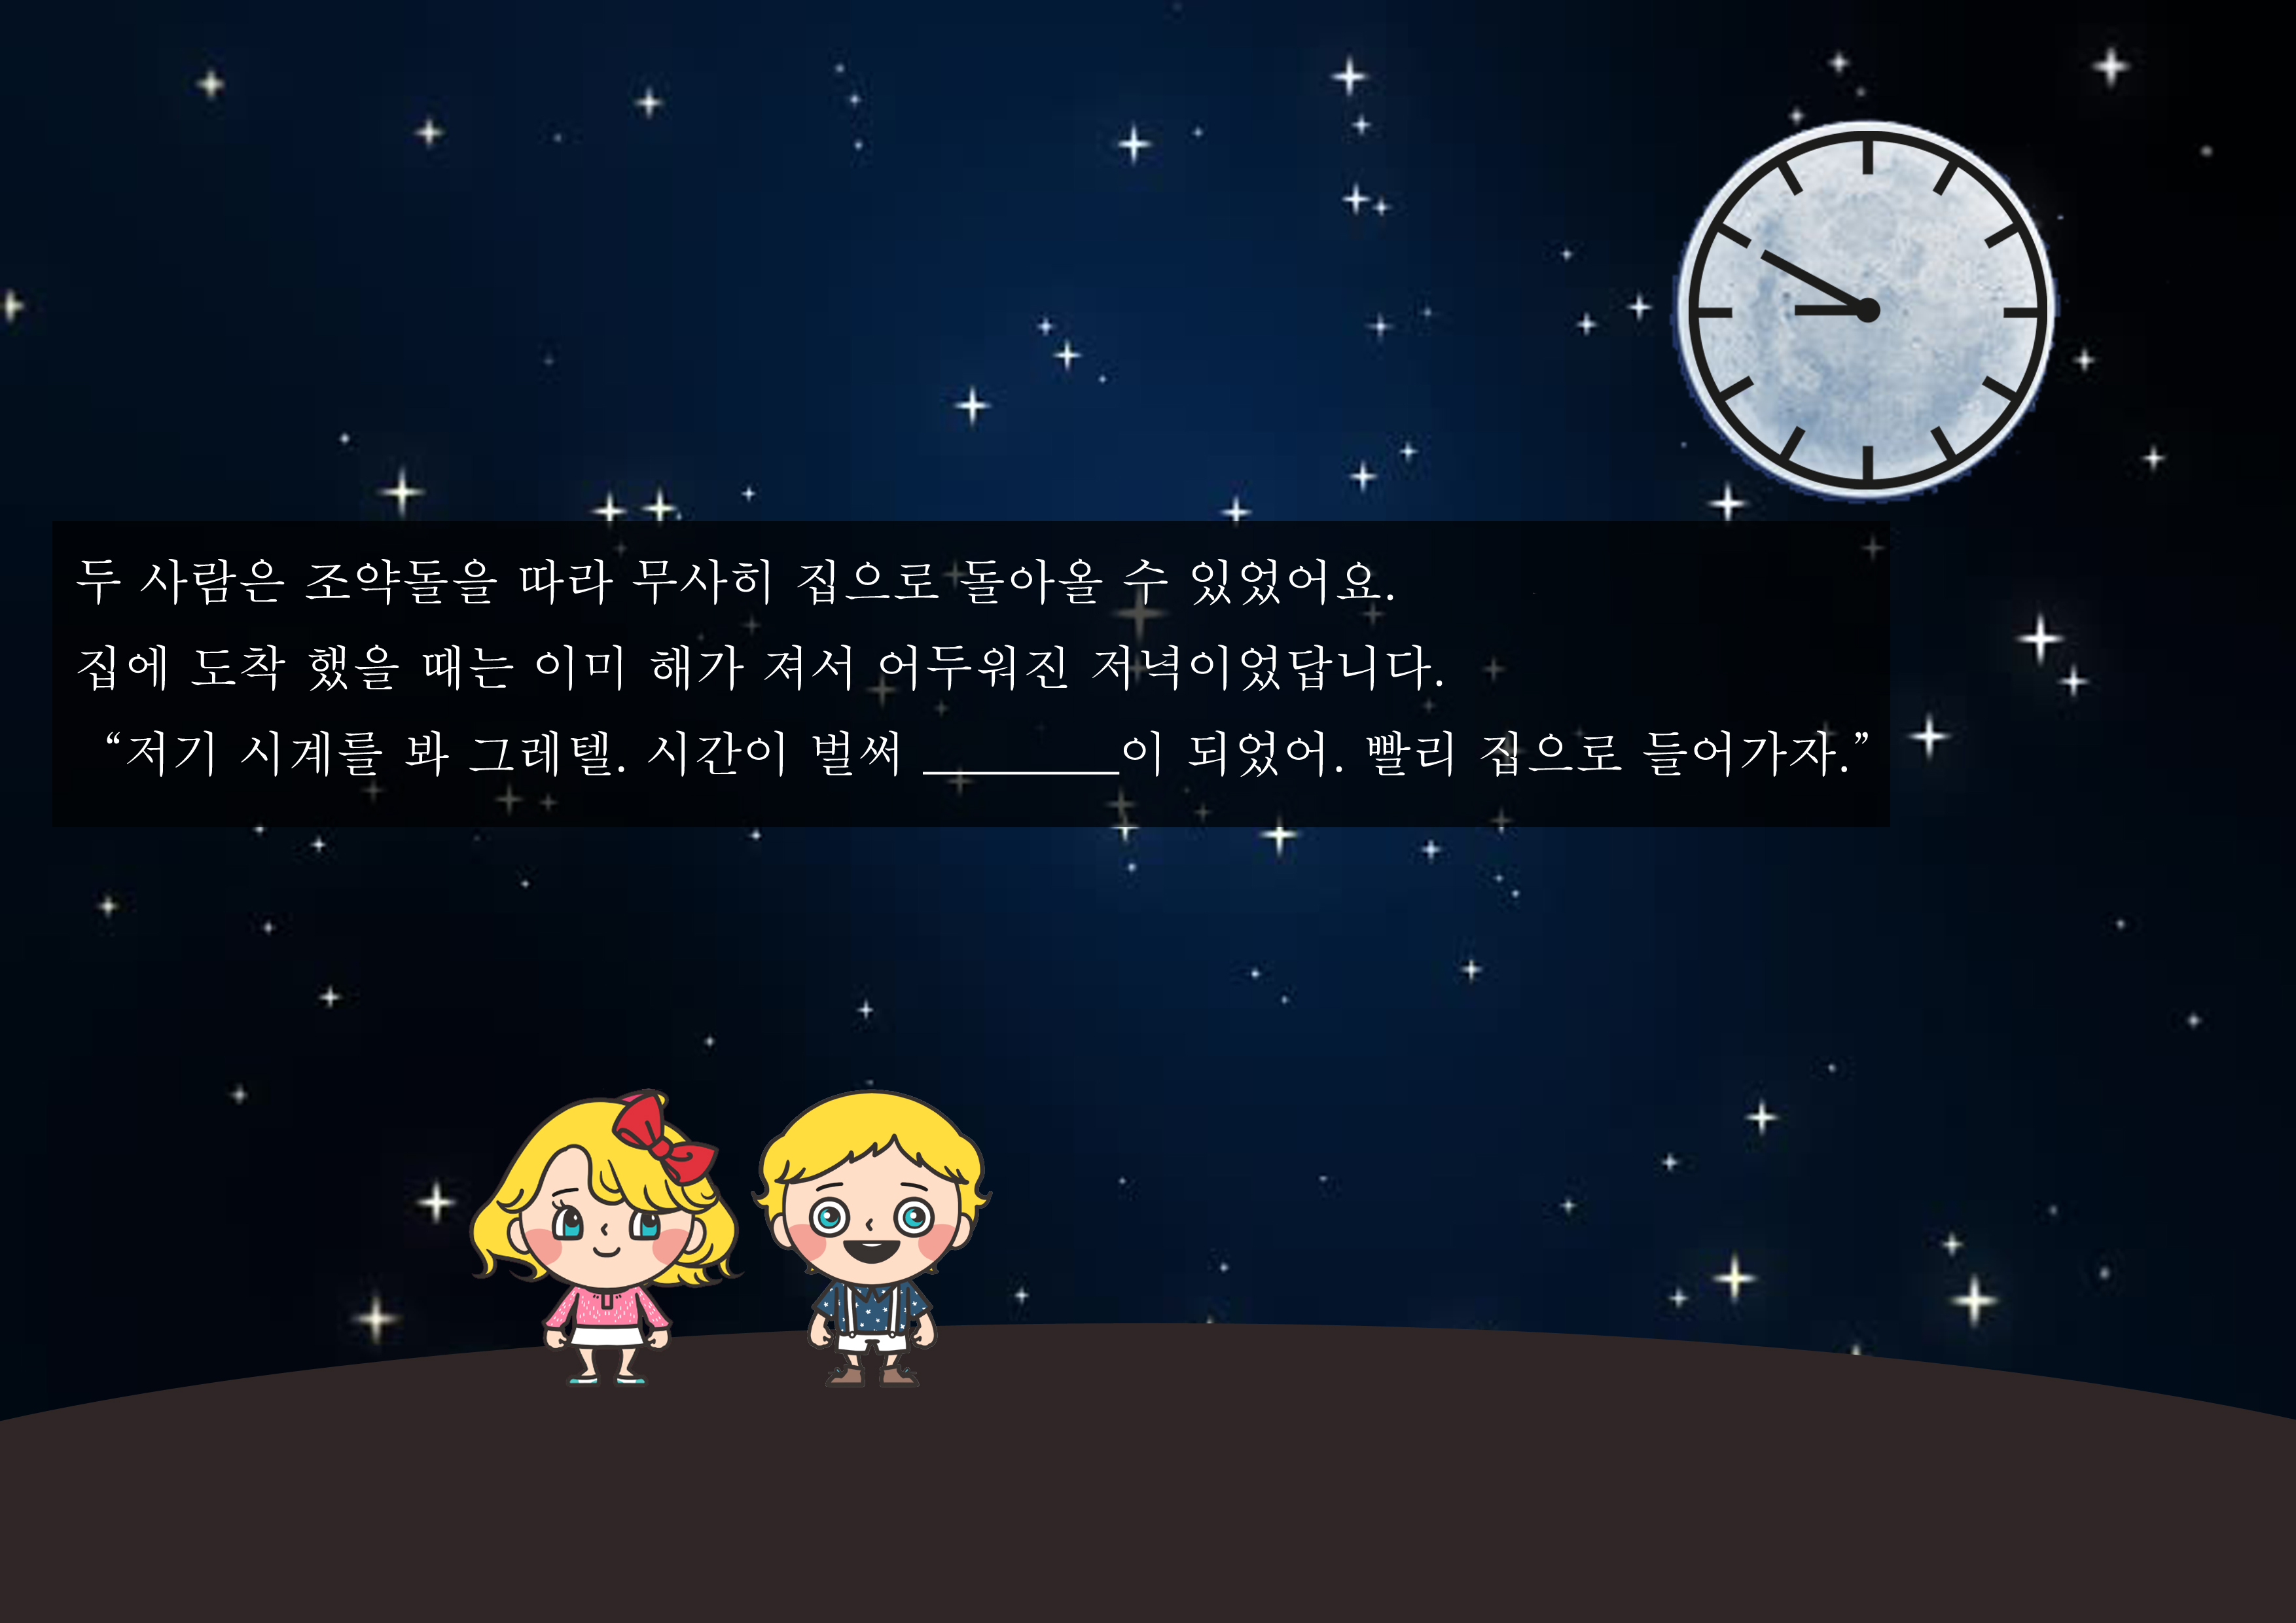 두 사람은 조약돌을 따라 무사히 집으로 돌아올 수 있었어요.
집에 도착 했을 때는 이미 해가 져서 어두워진 저녁이었답니다.
“저기 시계를 봐 그레텔. 시간이 벌써 ________이 되었어. 빨리 집으로 들어가자.”